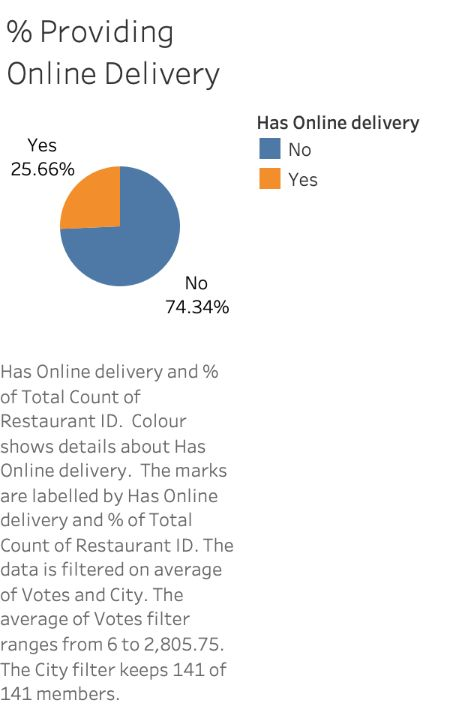 % Providing
Online Delivery
Has Online delivery
No
Yes
Yes
25.66%
No
74.34%
Has Online delivery and %
of Total Count of
Restaurant ID.  Colour
shows details about Has
Online delivery.  The marks
are labelled by Has Online
delivery and % of Total
Count of Restaurant ID. The
data is filtered on average
of Votes and City. The
average of Votes filter
ranges from 6 to 2,805.75.
The City filter keeps 141 of
141 members.